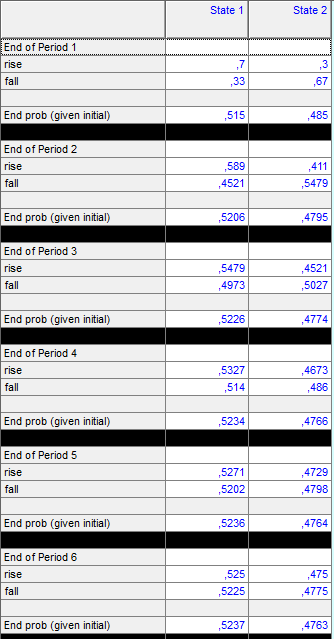 State 1 State 2
End of Period 1
rise ,7 ,3
fall ,33 ,67
End prob (given initial) ,515 ,485
End of Period 2
rise ,589 ,411
fall ,4521 ,5479
End prob (given initial) ,5206 ,4795
End of Period 3
rise ,5479 ,4521
fall ,4973 ,5027
End prob (given initial) ,5226 ,4774
End of Period 4
rise ,5327 ,4673
fall ,514 ,486
End prob (given initial) ,5234 ,4766
End of Period 5
rise ,5271 ,4729
fall ,5202 ,4798
End prob (given initial) ,5236 ,4764
End of Period 6
rise ,525 ,475
fall ,5225 ,4775
End prob (given initial) ,5237 ,4763